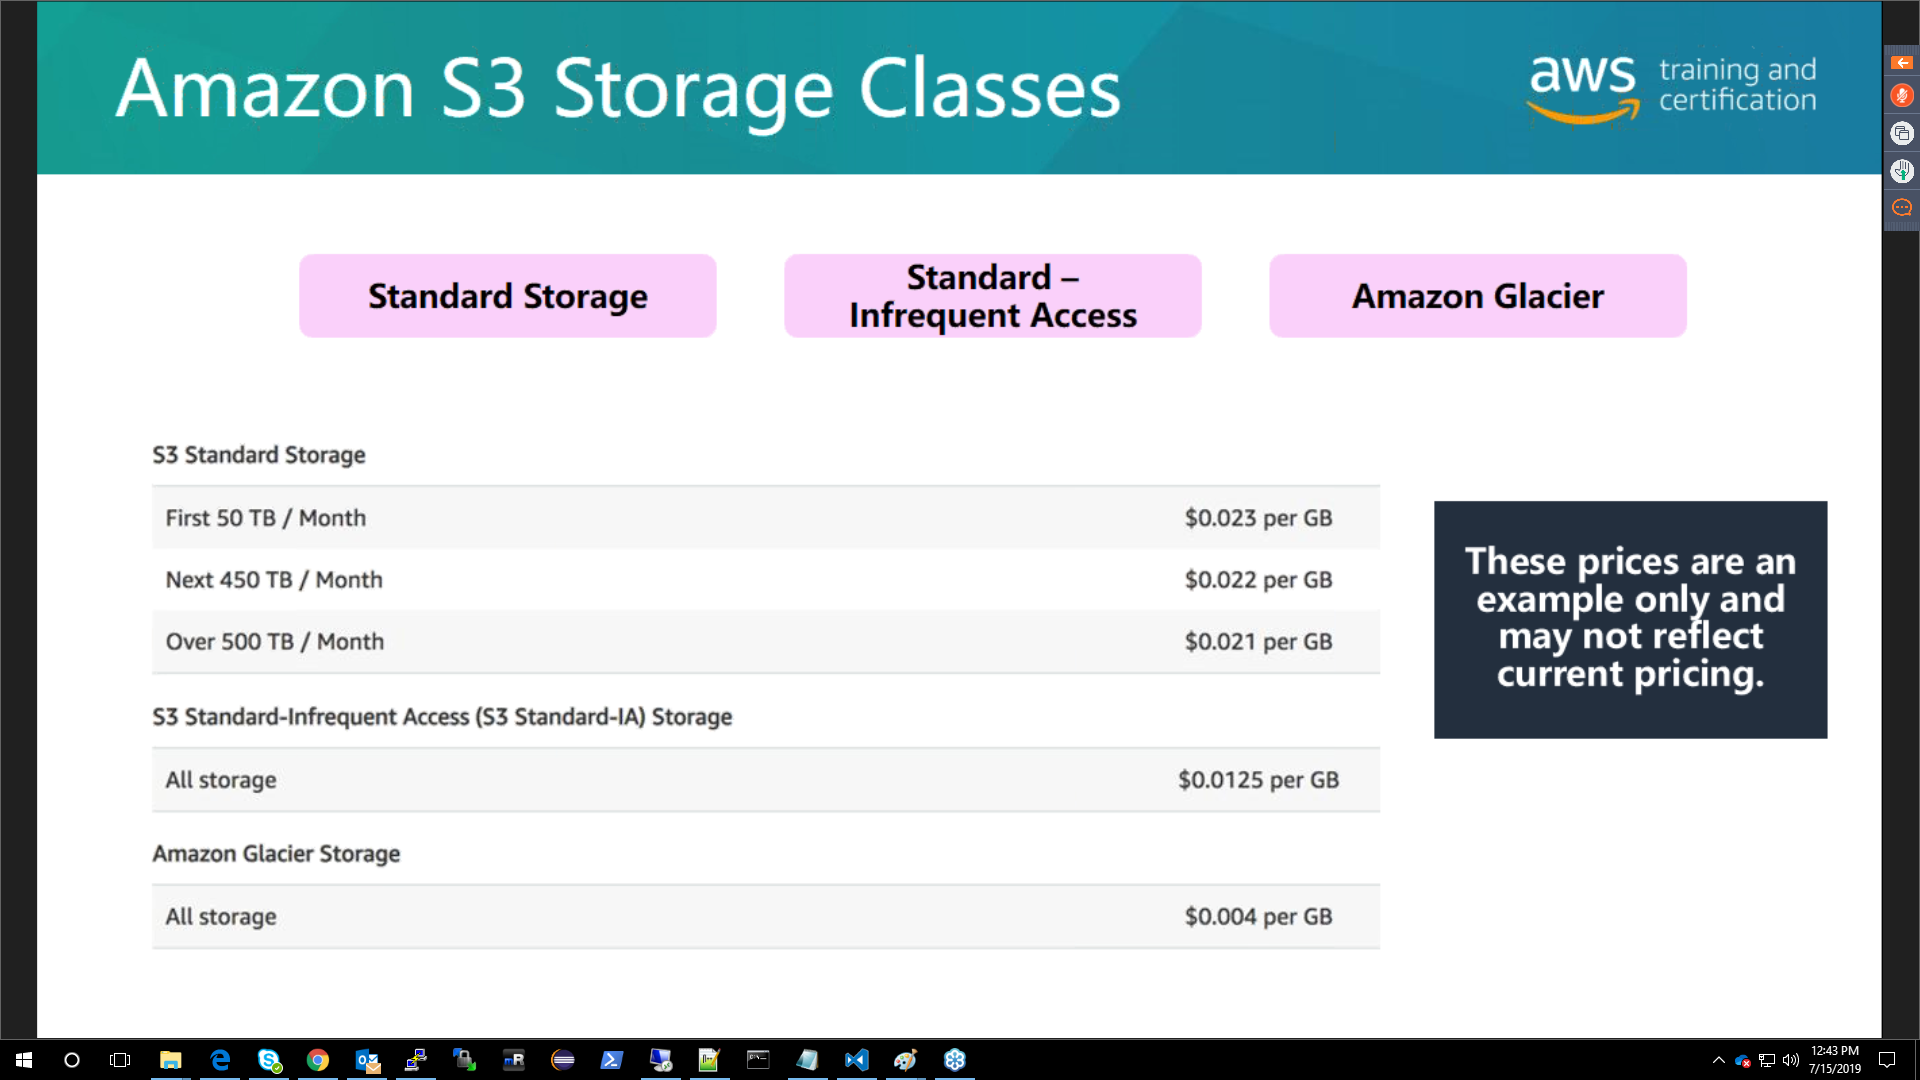 Amazon S3 Storage Classes
aws
training and
certification
Standard Storage
Standard –
Infrequent Access
Amazon Glacier
S3 Standard Storage
First 50 TB / Month $0.023 per GB
Next 450 TB / Month $0.022 per GB
Over 500 TB / Month $0.021 per GB
These prices are an
example only and
may not reflect
current pricing.
S3 Standard-Infrequent Access (S3 Standard-IA) Storage
All storage $0.0125 per GB
Amazon Glacier Storage
All storage $0.004 per GB
12:43 PM
7/15/2019